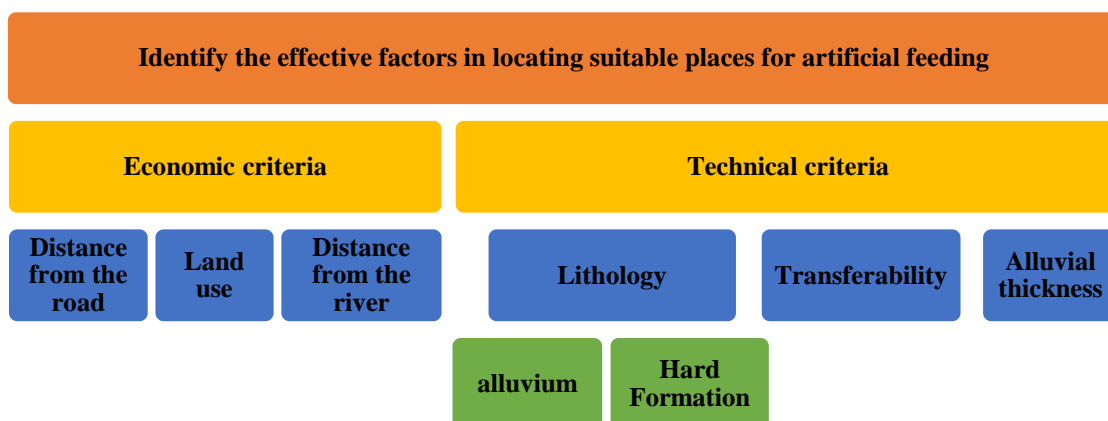 Identify the effective factors in locating suitable places for artificial feeding
Economic criteria
Technical criteria
Distance
from the
road
Land
use
Distance
from the
river
Lithology
Transferability
Alluvial
thickness
alluvium
Hard
Formation